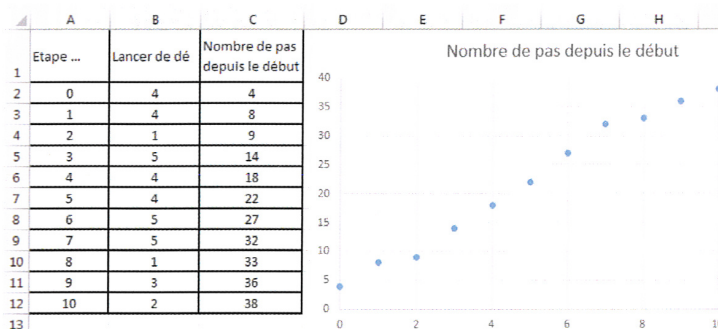 A B C D E F G H
1 Etape ... Lancer de dé Nombre de pas depuis le début
2 0 4 4
3 1 4 8
4 2 1 9
5 3 5 14
6 4 4 18
7 5 4 22
8 6 5 27
9 7 5 32
10 8 1 33
11 9 3 36
12 10 2 38
13
Nombre de pas depuis le début
40
35
30
25
20
15
10
5
0
0 2 4 6 8